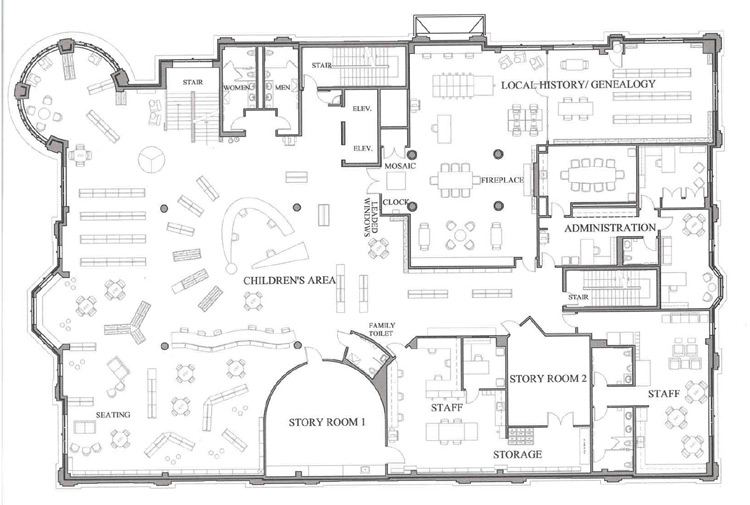 STAIR
WOMEN
MEN
STAIR
ELEV.
ELEV.
LOCAL HISTORY/ GENEALOGY
MOSAIC
FIREPLACE
CLOCK
LEADED
WINDOWS
ADMINISTRATION
CHILDREN'S AREA
STAIR
FAMILY
TOILET
STORY ROOM 2
SEATING
STAFF
STAFF
STORY ROOM 1
STORAGE